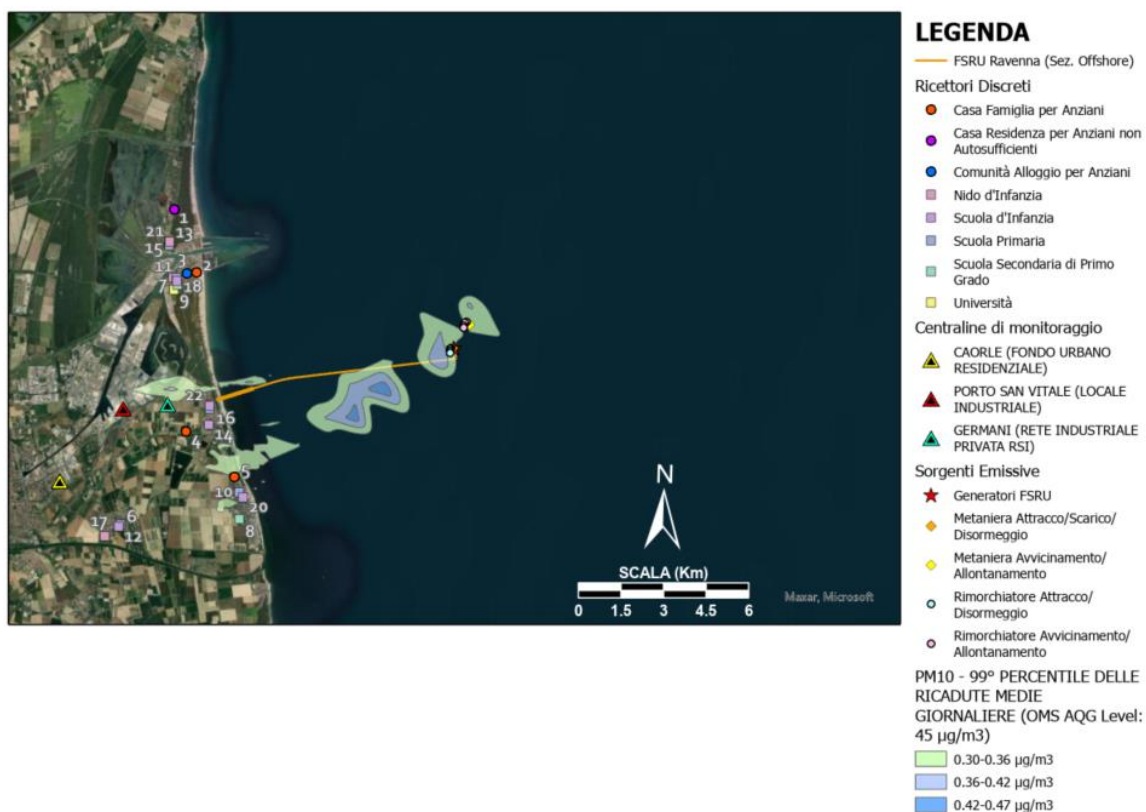 1
21 13
15
3
2
11
7
18
9
22
16
14
4
5
10
20
8
6
17
12
N
SCALA (Km)
0 1.5 3 4.5 6
Maxar, Microsoft
LEGENDA
FSRU Ravenna (Sez. Offshore)
Ricettori Discreti
Casa Famiglia per Anziani
Casa Residenza per Anziani non
Autosufficienti
Comunità Alloggio per Anziani
Nido d'Infanzia
Scuola d'Infanzia
Scuola Primaria
Scuola Secondaria di Primo
Grado
Università
Centraline di monitoraggio
CAORLE (FONDO URBANO
RESIDENZIALE)
PORTO SAN VITALE (LOCALE
INDUSTRIALE)
GERMANI (RETE INDUSTRIALE
PRIVATA RSI)
Sorgenti Emissive
Generatori FSRU
Metaniera Attracco/Scarico/
Disormeggio
Metaniera Avvicinamento/
Allontanamento
Rimorchiatore Attracco/
Disormeggio
Rimorchiatore Avvicinamento/
Allontanamento
PM10 - 99° PERCENTILE DELLE
RICADUTE MEDIE
GIORNALIERE (OMS AQG Level:
45 µg/m3)
0.30-0.36 µg/m3
0.36-0.42 µg/m3
0.42-0.47 µg/m3